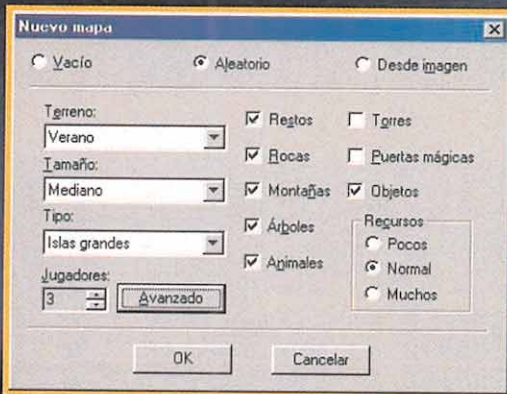 Nuevo mapa
Vacío
Aleatorio
Desde imagen
Terreno:
Verano
Tamaño:
Mediano
Tipo:
Islas grandes
Jugadores:
3
Avanzado
Restos
Rocas
Montañas
Árboles
Animales
Torres
Puertas mágicas
Objetos
Recursos
Pocos
Normal
Muchos
OK
Cancelar